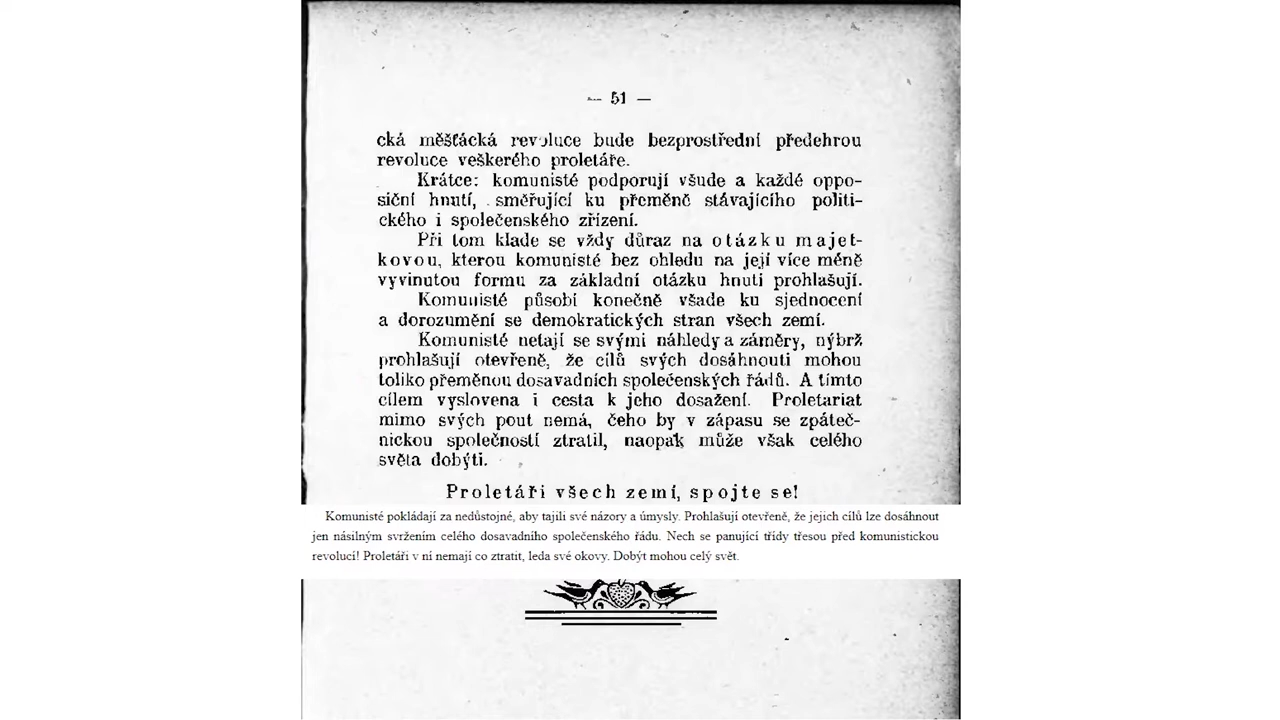 — 51 —
cká měšťácká revoluce bude bezprostřední předehrou
revoluce veškerého proletáře.
Krátce: komunisté podporují všude a každé oppo-
siční hnutí, směřující ku přeměně stávajícího politi-
ckého i společenského zřízení.
Při tom klade se vždy důraz na otázku majet-
kovou, kterou komunisté bez ohledu na její více méně
vyvinutou formu za základní otázku hnutí prohlašují.
Komunisté působí konečně všade ku sjednocení
a dorozumění se demokratických stran všech zemí.
Komunisté netají se svými náhledy a záměry, nýbrž
prohlašují otevřeně, že cílů svých dosáhnouti mohou
toliko přeměnou dosavadních společenských řádů. A tímto
cílem vyslovena i cesta k jeho dosažení. Proletariat
mimo svých pout nemá, čeho by v zápasu se zpáteč-
nickou společností ztratil, naopak může však celého
světa dobýti.
Proletáři všech zemí, spojte se!
Komunisté pokládají za nedůstojné, aby tajili své názory a úmysly. Prohlašují otevřeně, že jejich cílů lze dosáhnout
jen násilným svržením celého dosavadního společenského řádu. Nech se panující třídy třesou před komunistickou
revolucí! Proletáři v ní nemají co ztratit, leda své okovy. Dobýt mohou celý svět.